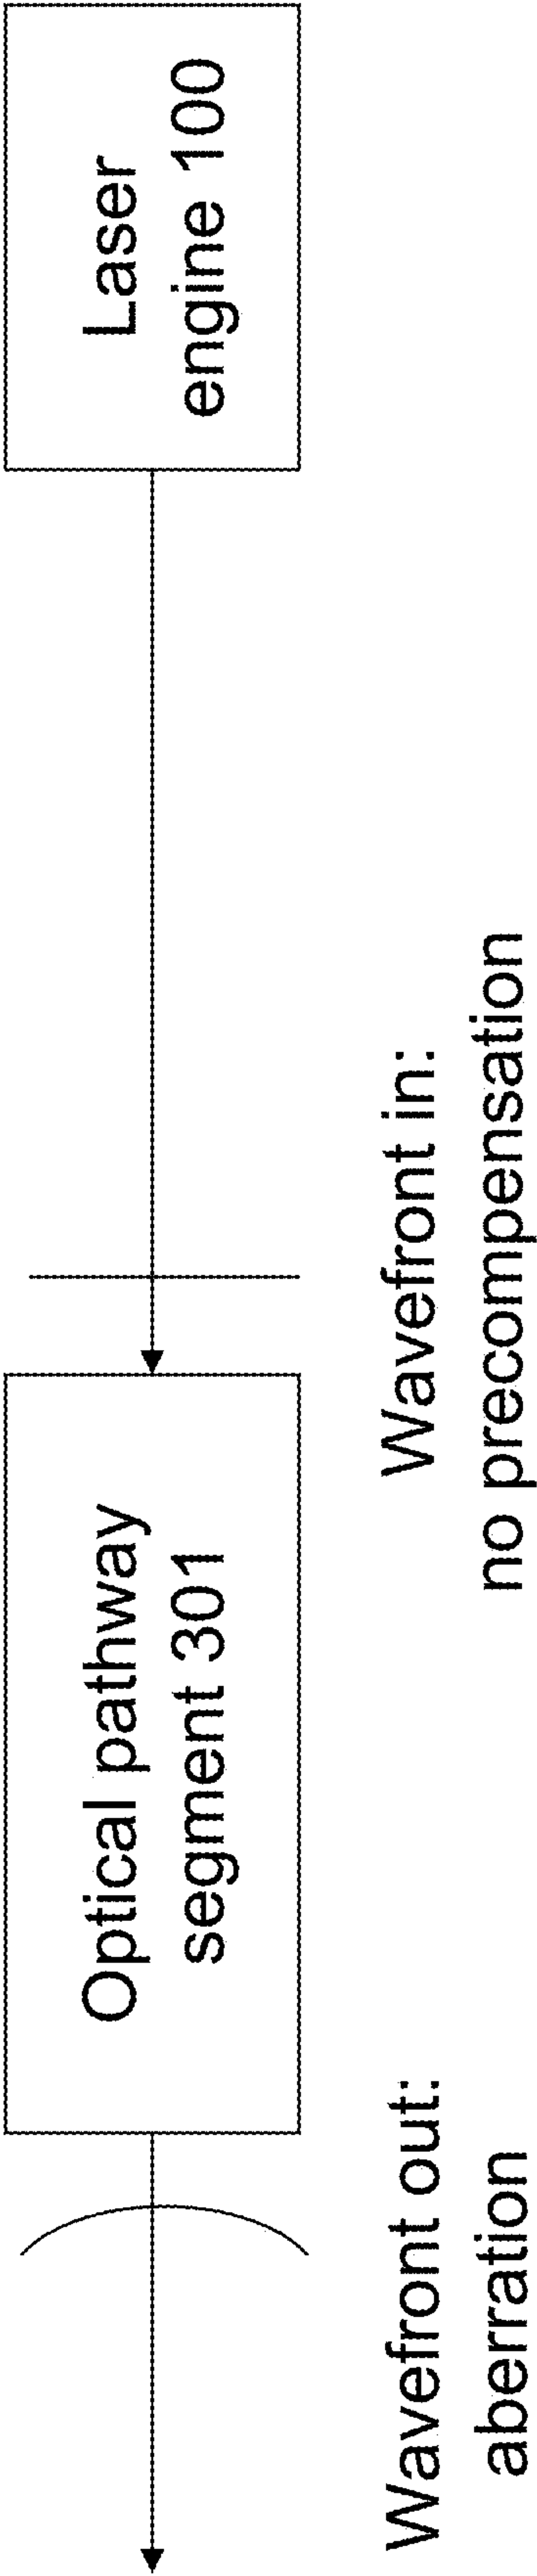 Laser
engine 100
Wavefront in:
no precompensation
Optical pathway
segment 301
Wavefront out:
aberration